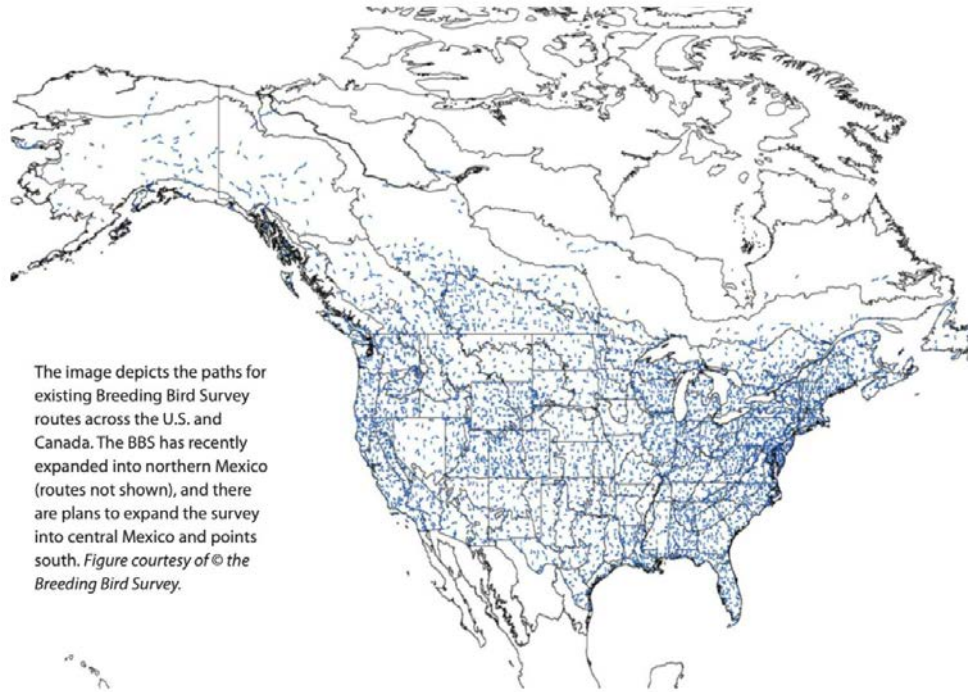 The image depicts the paths for
existing Breeding Bird Survey
routes across the U.S. and
Canada. The BBS has recently
expanded into northern Mexico
(routes not shown), and there
are plans to expand the survey
into central Mexico and points
south. Figure courtesy of © the
Breeding Bird Survey.